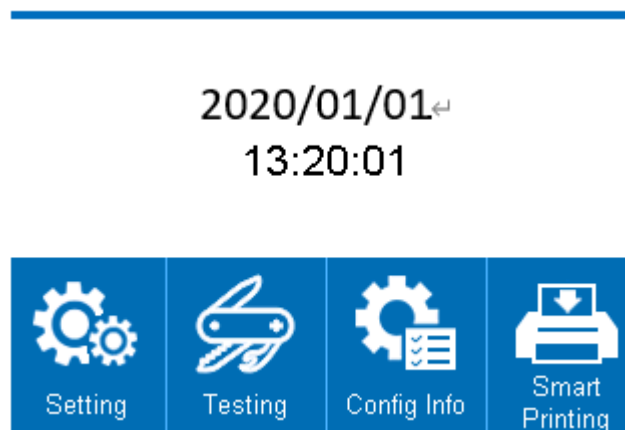 2020/01/01↵
13:20:01
Setting
Testing
Config Info
Smart
Printing